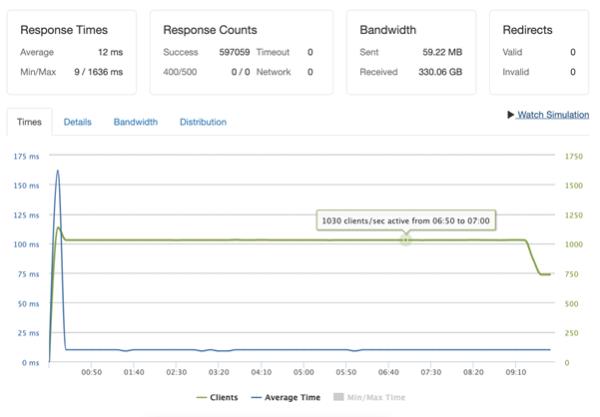 Response Times
Average 12 ms
Min/Max 9 / 1636 ms
Response Counts
Success 597059 Timeout 0
400/500 0 / 0 Network 0
Bandwidth
Sent 59.22 MB
Received 330.06 GB
Redirects
Valid 0
Invalid 0
Times Details Bandwidth Distribution
Watch Simulation
175 ms 1750
150 ms 1500
125 ms 1250
1030 clients/sec active from 06:50 to 07:00
100 ms 1000
75 ms 750
50 ms 500
25 ms 250
0 ms 0
00:50 01:40 02:30 03:20 04:10 05:00 05:50 06:40 07:30 08:20 09:10
Clients Average Time Min/Max Time